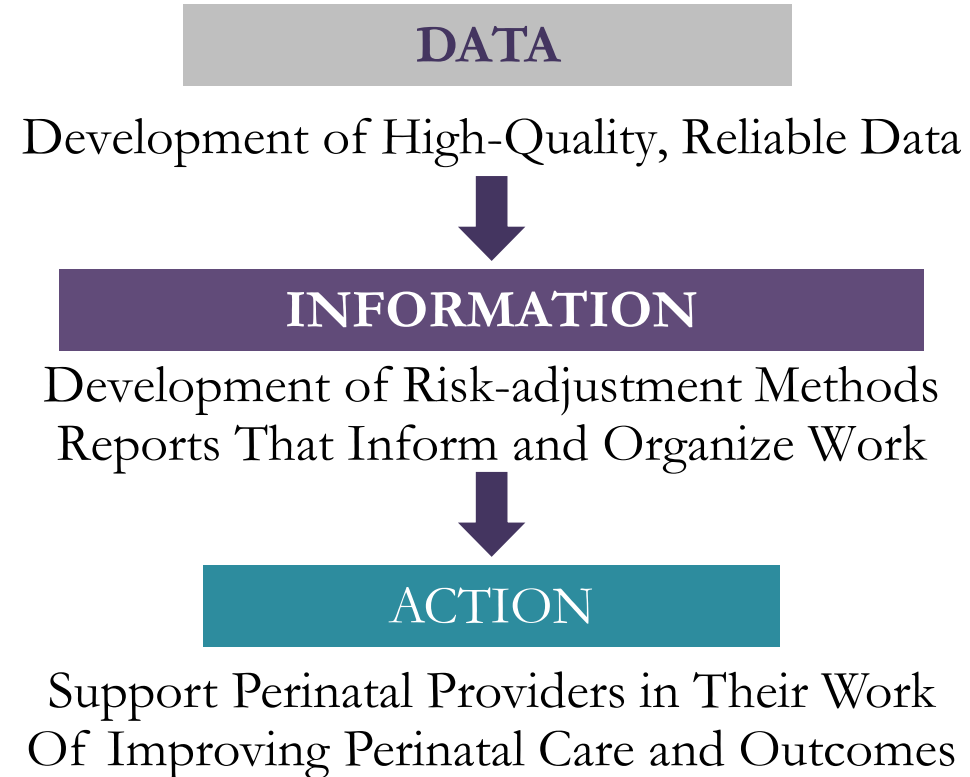 DATA
Development of High-Quality, Reliable Data
INFORMATION
Development of Risk-adjustment Methods
Reports That Inform and Organize Work
ACTION
Support Perinatal Providers in Their Work
Of Improving Perinatal Care and Outcomes